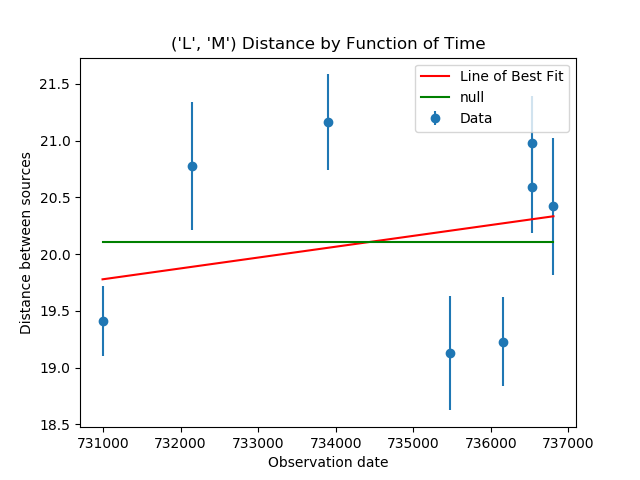 ('L', 'M') Distance by Function of Time
Line of Best Fit
null
Data
Distance between sources
21.5
21.0
20.5
20.0
19.5
19.0
18.5
731000 732000 733000 734000 735000 736000 737000
Observation date